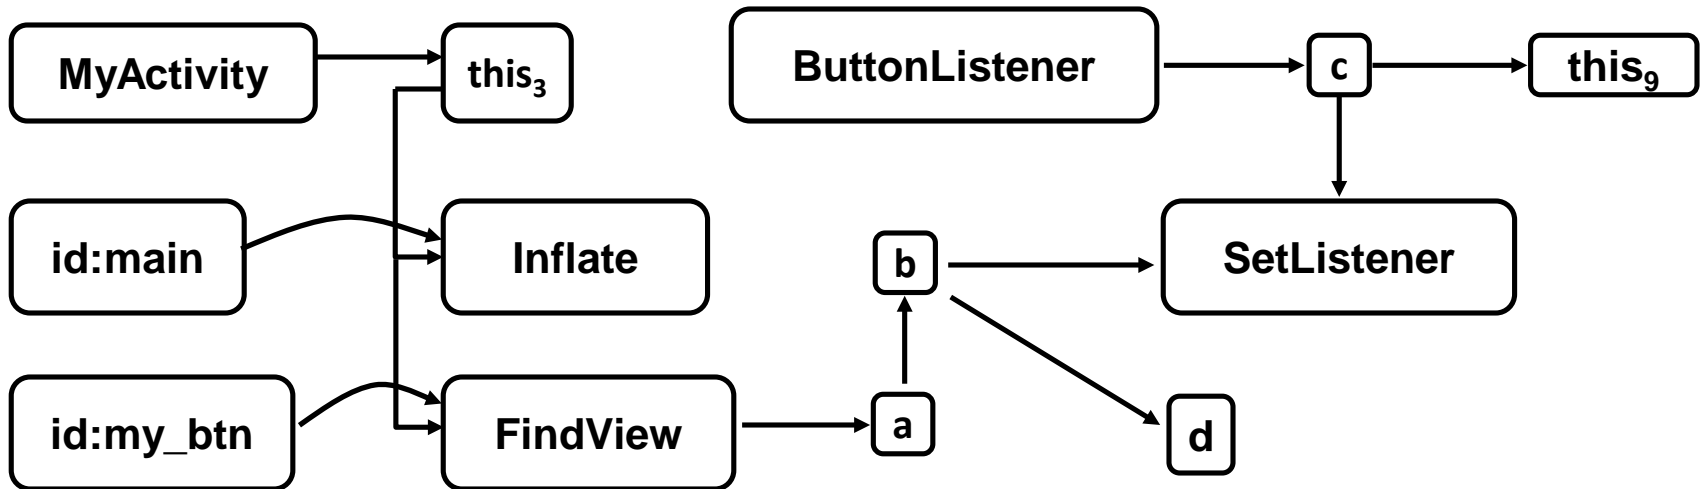 MyActivity
this₃
ButtonListener
c
this₉
id:main
Inflate
b
SetListener
id:my_btn
FindView
a
d